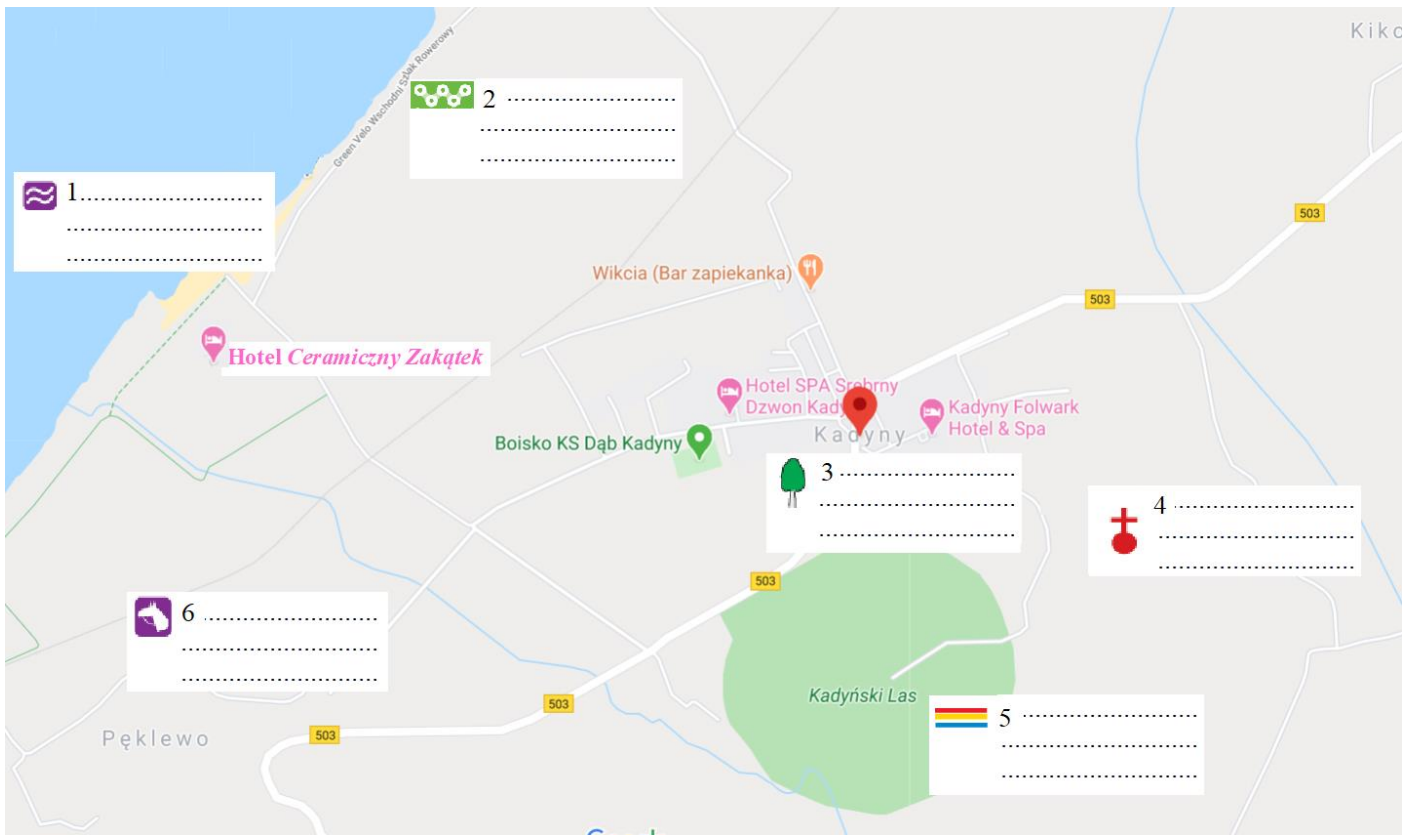 Kiko
2 ..............................
..............................
..............................
Green Velo Wschodni Szlak Rowerowy
1..............................
..............................
..............................
503
Wikcia (Bar zapiekanka)
503
Hotel Ceramiczny Zakątek
Hotel SPA Srebrny
Dzwon Kady
Kadyny Folwark
Hotel & Spa
Boisko KS Dąb Kadyny
Kadyny
3 ..............................
..............................
..............................
4 ..............................
..............................
..............................
503
6 ..............................
..............................
..............................
Kadyński Las
503
5 ..............................
..............................
..............................
Pęklewo
503